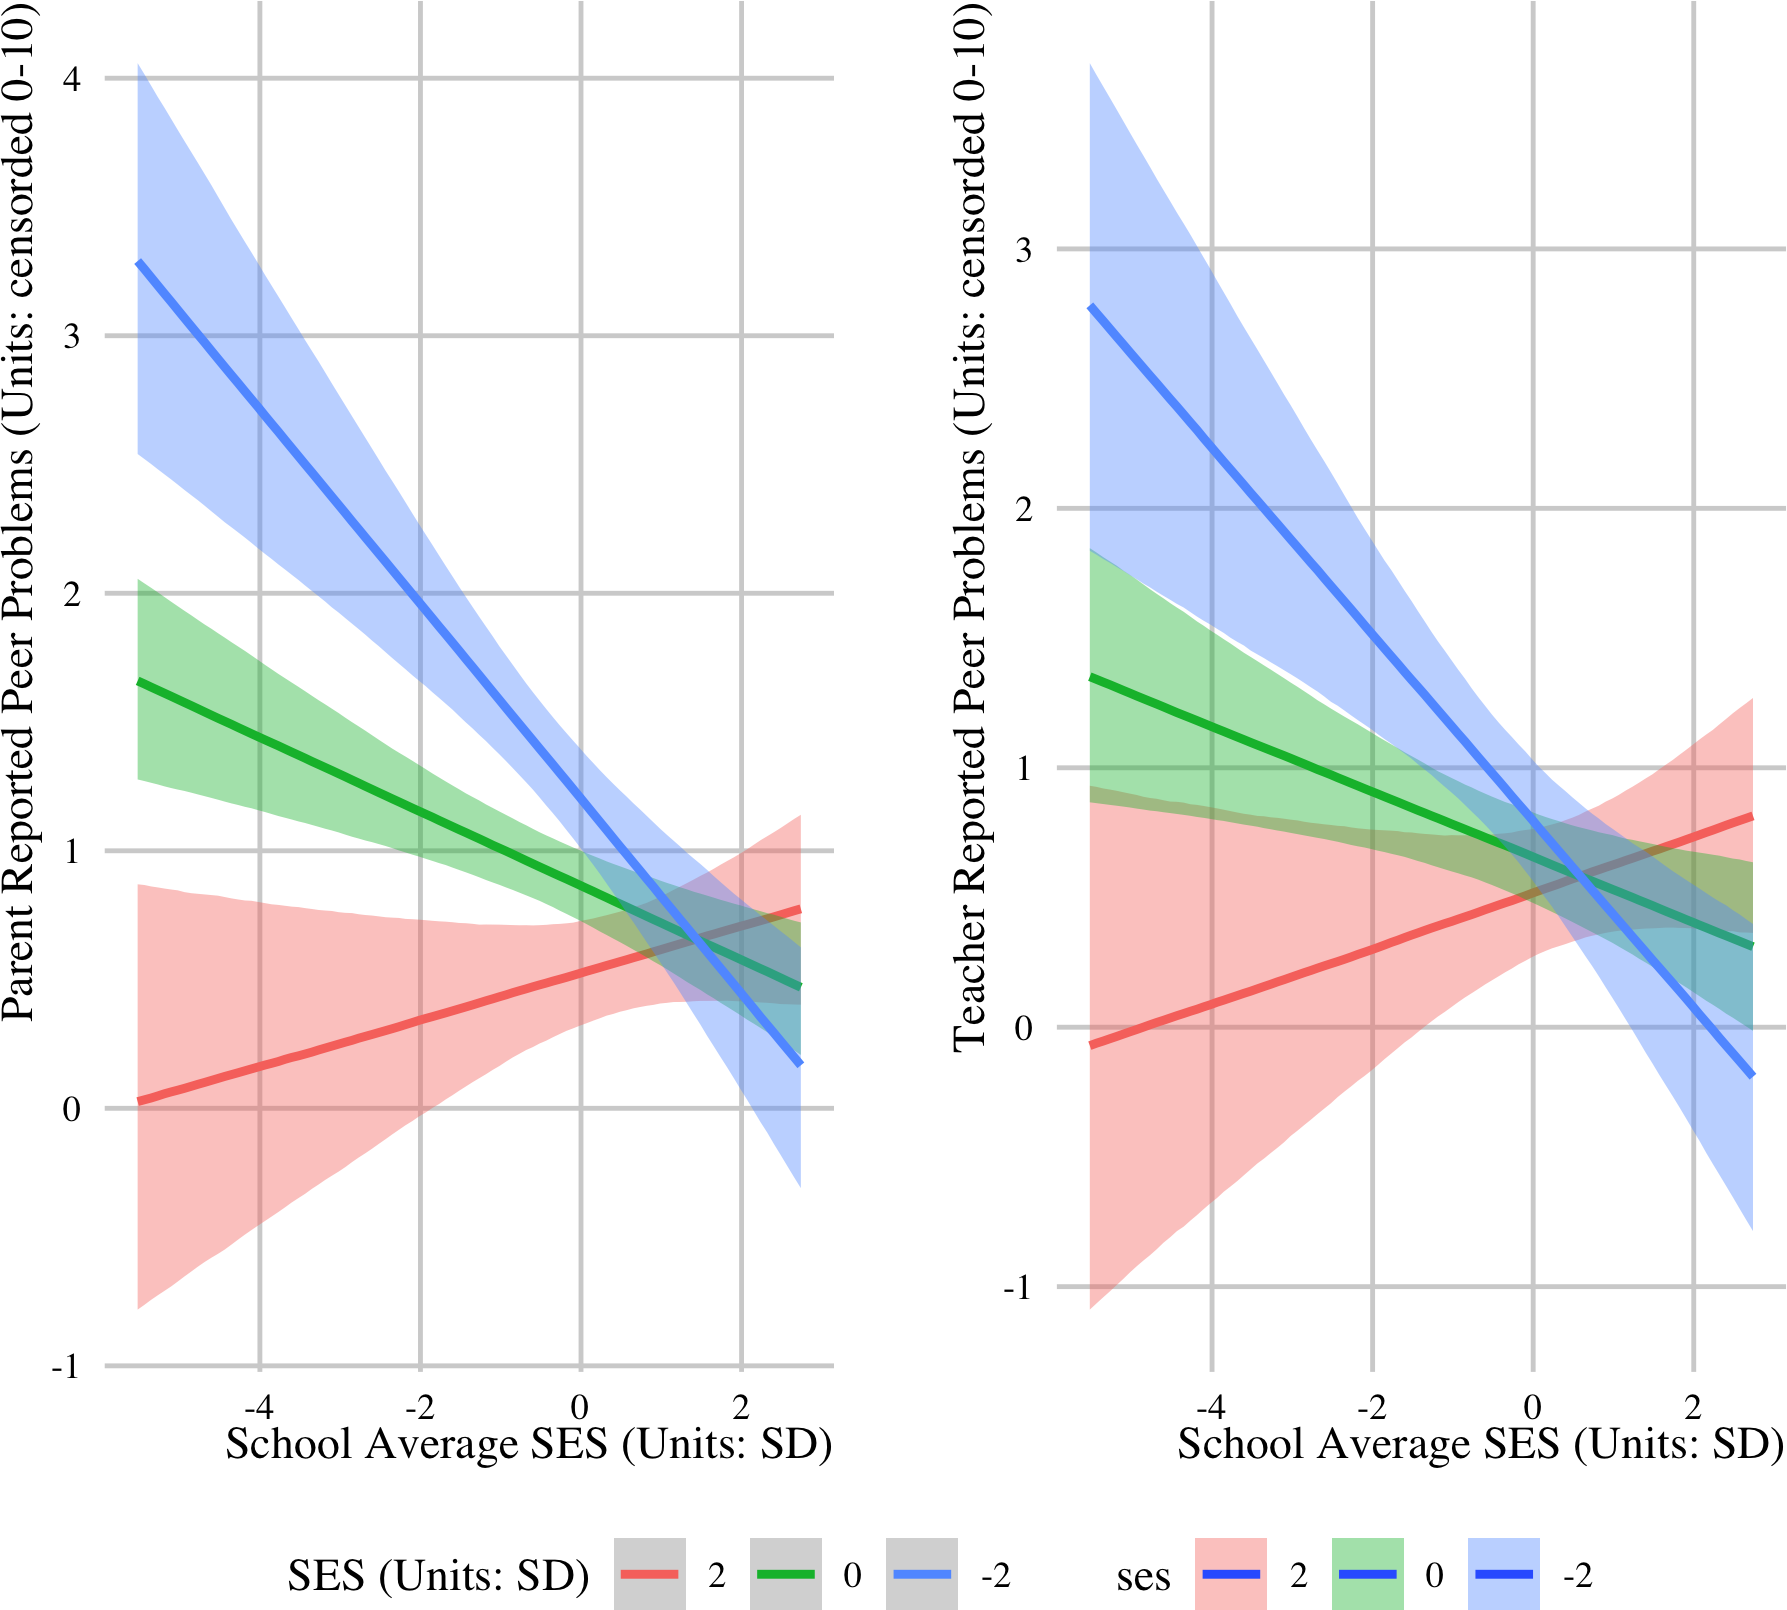 Parent Reported Peer Problems (Units: censorded 0-10)
4
3
2
1
0
-1
-4 -2 0 2
School Average SES (Units: SD)
Teacher Reported Peer Problems (Units: censorded 0-10)
3
2
1
0
-1
-4 -2 0 2
School Average SES (Units: SD)
SES (Units: SD) 2 0 -2
ses 2 0 -2